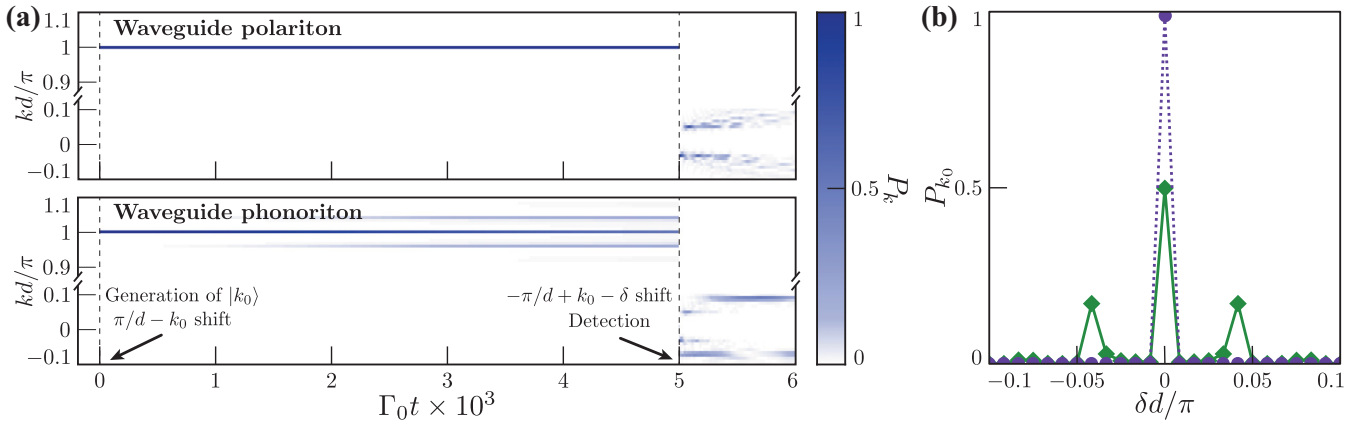 (a)
Waveguide polariton
1.1
1
0.9
0.1
0
−0.1
kd/π
Waveguide phonoriton
1.1
1
0.9
0.1
0
−0.1
kd/π
Generation of |k₀⟩
π/d − k₀ shift
−π/d + k₀ − δ shift
Detection
0 1 2 3 4 5 6
Γ₀t × 10³
1
0.5
0
Pₖ
(b)
1
0.5
0
P_{k₀}
−0.1 −0.05 0 0.05 0.1
δd/π